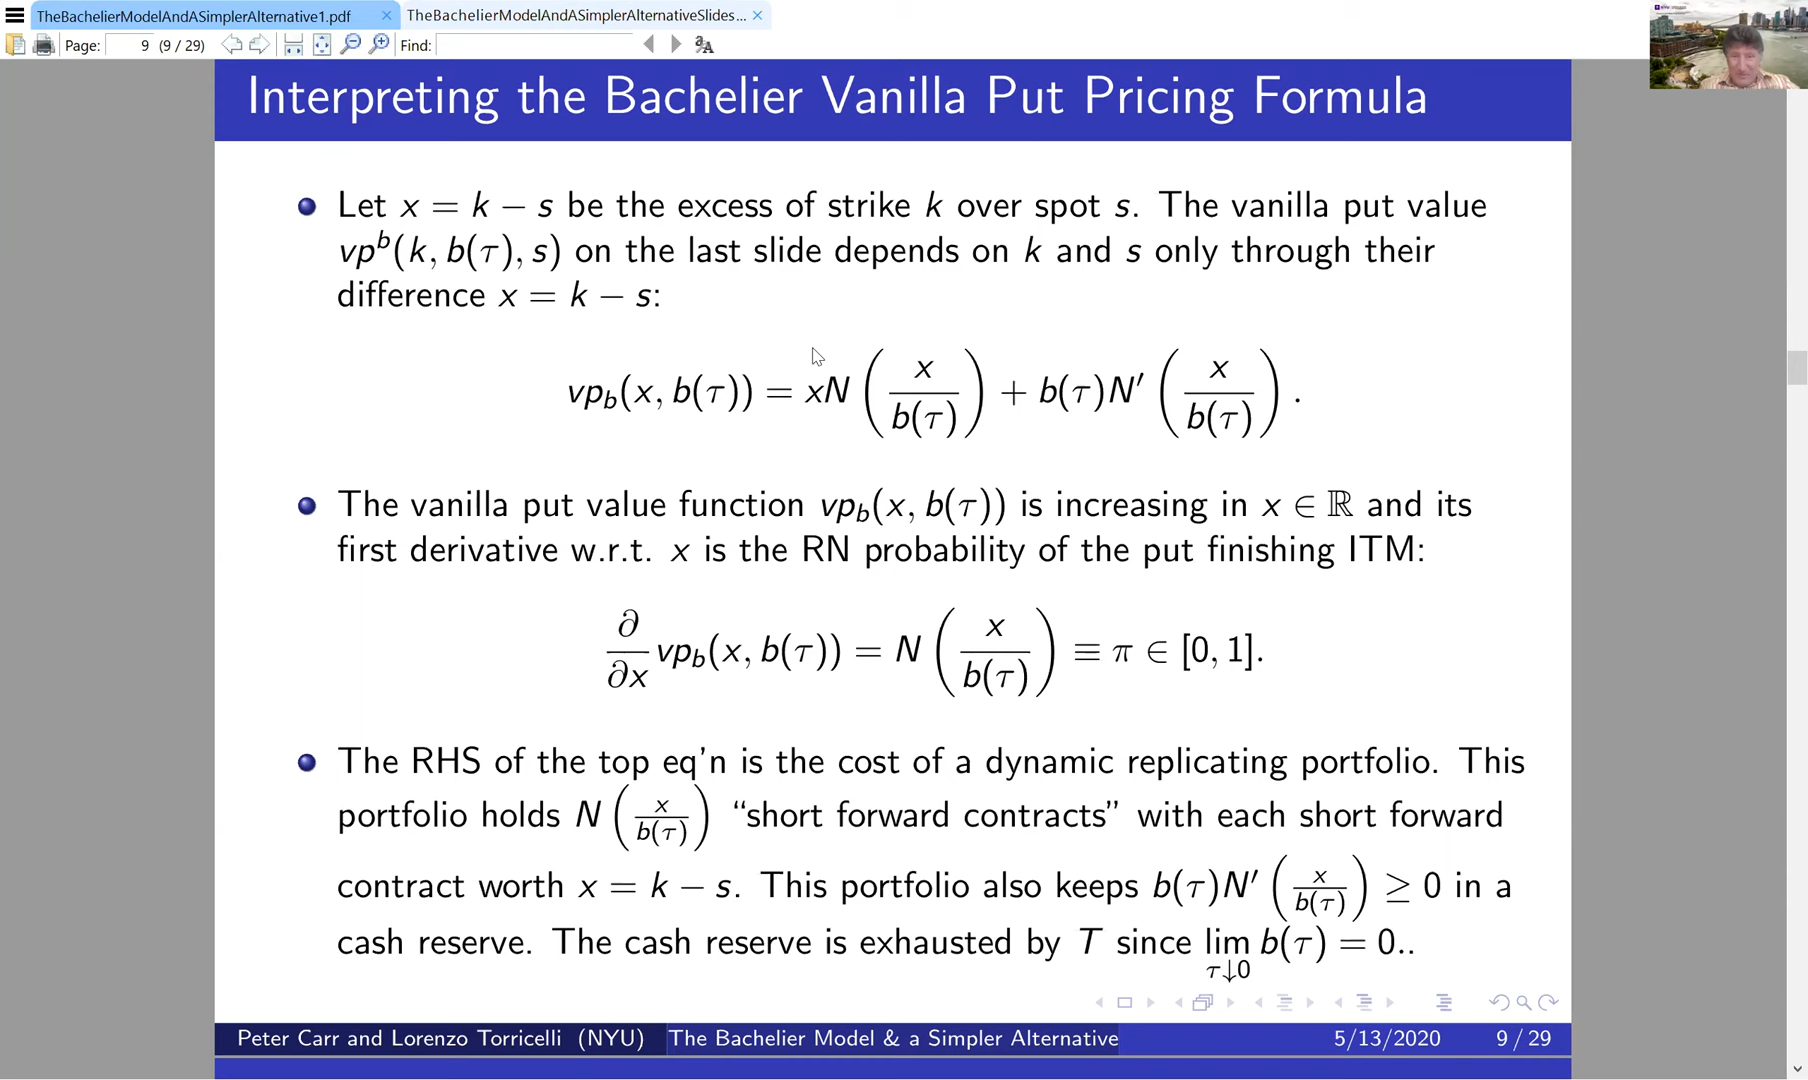 TheBachelierModelAndASimplerAlternative1.pdf × TheBachelierModelAndASimplerAlternativeSlides... ×
Page: 9 (9 / 29) Find:
Interpreting the Bachelier Vanilla Put Pricing Formula
Let x = k − s be the excess of strike k over spot s. The vanilla put value
vp^b(k, b(τ), s) on the last slide depends on k and s only through their
difference x = k − s:
vp_b(x, b(τ)) = xN(x/b(τ)) + b(τ)N′(x/b(τ)).
The vanilla put value function vp_b(x, b(τ)) is increasing in x ∈ ℝ and its
first derivative w.r.t. x is the RN probability of the put finishing ITM:
∂/∂x vp_b(x, b(τ)) = N(x/b(τ)) ≡ π ∈ [0, 1].
The RHS of the top eq'n is the cost of a dynamic replicating portfolio. This
portfolio holds N(x/b(τ)) “short forward contracts” with each short forward
contract worth x = k − s. This portfolio also keeps b(τ)N′(x/b(τ)) ≥ 0 in a
cash reserve. The cash reserve is exhausted by T since lim_{τ↓0} b(τ) = 0..
Peter Carr and Lorenzo Torricelli (NYU) The Bachelier Model & a Simpler Alternative 5/13/2020 9 / 29